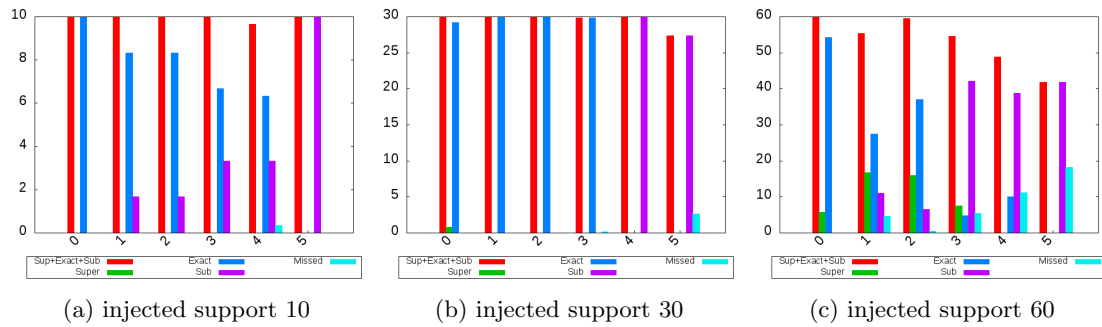 10
8
6
4
2
0
0 1 2 3 4 5
Sup+Exact+Sub Exact Missed
Super Sub
(a) injected support 10
30
25
20
15
10
5
0
0 1 2 3 4 5
Sup+Exact+Sub Exact Missed
Super Sub
(b) injected support 30
60
50
40
30
20
10
0
0 1 2 3 4 5
Sup+Exact+Sub Exact Missed
Super Sub
(c) injected support 60